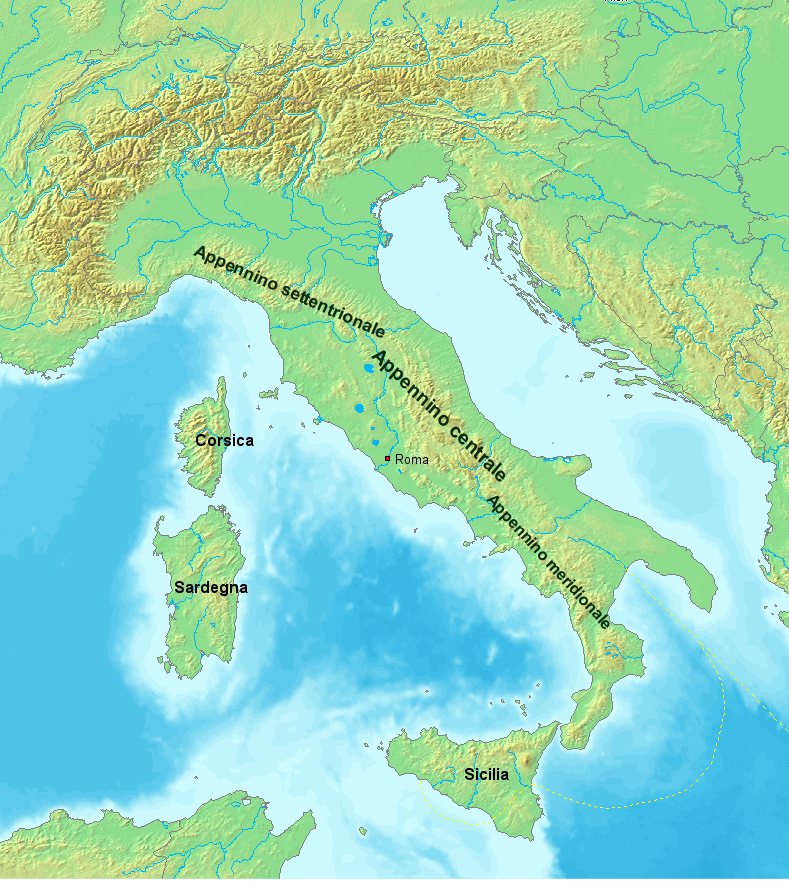 Appennino settentrionale
Appennino centrale
Corsica
Roma
Appennino meridionale
Sardegna
Sicilia